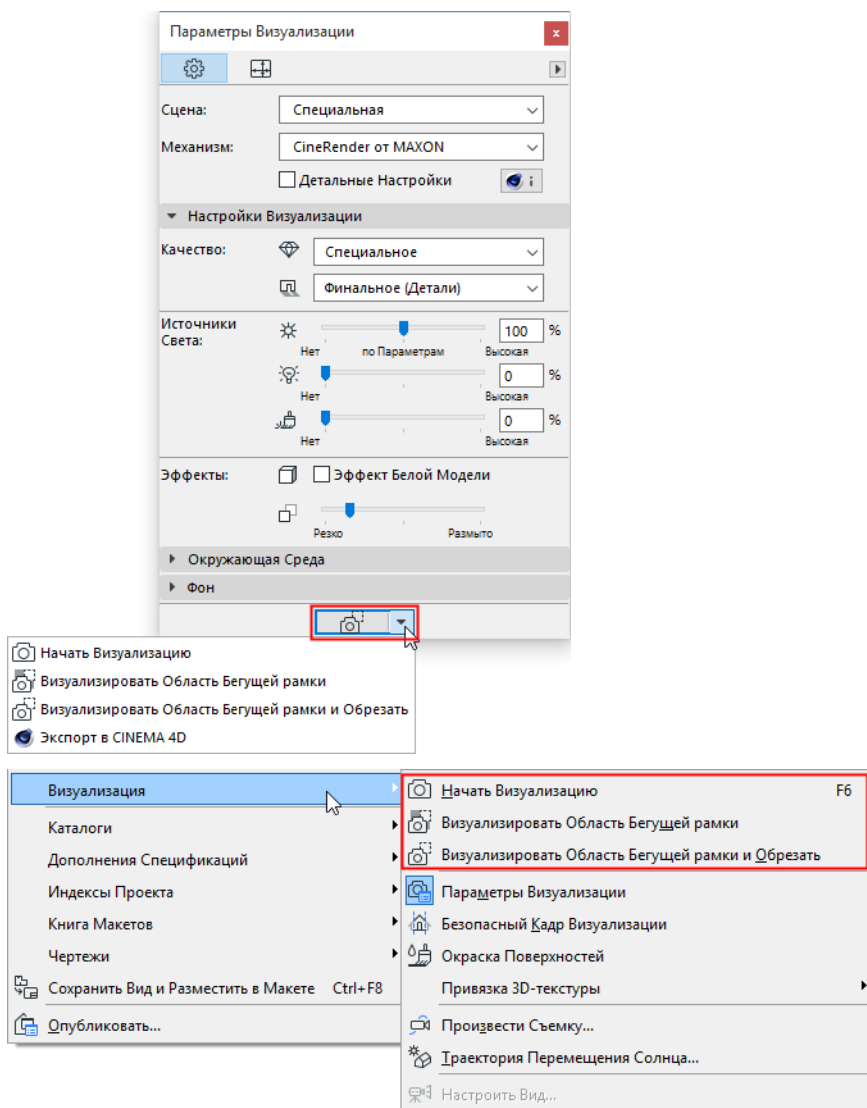 Параметры Визуализации
Сцена: Специальная
Механизм: CineRender от MAXON
Детальные Настройки i
Настройки Визуализации
Качество: Специальное
Финальное (Детали)
Источники
Света:
100 %
Нет по Параметрам Высокая
0 %
Нет Высокая
0 %
Нет Высокая
Эффекты: Эффект Белой Модели
Резко Размыто
Окружающая Среда
Фон
Начать Визуализацию
Визуализировать Область Бегущей рамки
Визуализировать Область Бегущей рамки и Обрезать
Экспорт в CINEMA 4D
Визуализация
Каталоги
Дополнения Спецификаций
Индексы Проекта
Книга Макетов
Чертежи
Сохранить Вид и Разместить в Макете Ctrl+F8
Опубликовать...
Начать Визуализацию F6
Визуализировать Область Бегущей рамки
Визуализировать Область Бегущей рамки и Обрезать
Параметры Визуализации
Безопасный Кадр Визуализации
Окраска Поверхностей
Привязка 3D-текстуры
Произвести Съемку...
Траектория Перемещения Солнца...
Настроить Вид...